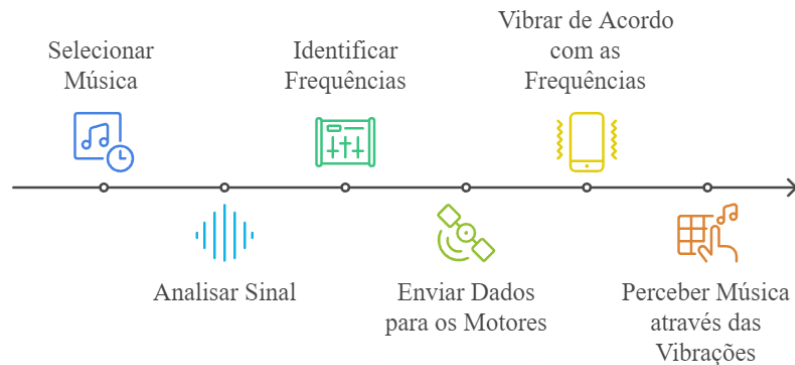 Selecionar
Música
Analisar Sinal
Identificar
Frequências
Enviar Dados
para os Motores
Vibrar de Acordo
com as
Frequências
Perceber Música
através das
Vibrações